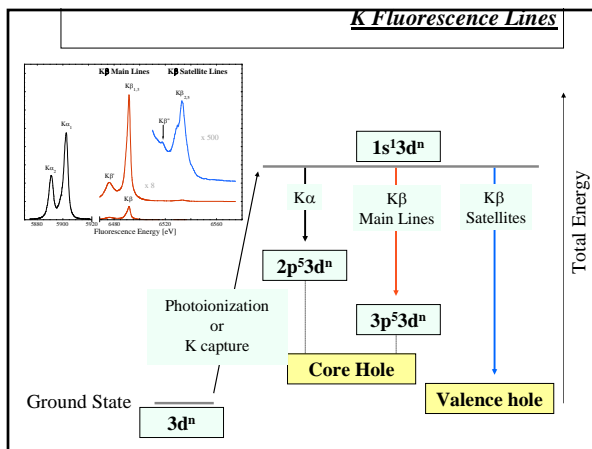 K Fluorescence Lines
Kβ Main Lines
Kβ Satellite Lines
Kβ₁,₃
Kβ₂,₅
Kβ"
x 500
Kα₁
Kα₂
Kβ'
x 8
Kβ
5880 5900 5920 6480 6520 6560
Fluorescence Energy [eV]
1s¹3dⁿ
Kα
Kβ
Main Lines
Kβ
Satellites
2p⁵3dⁿ
3p⁵3dⁿ
Photoionization
or
K capture
Core Hole
Valence hole
Ground State
3dⁿ
Total Energy